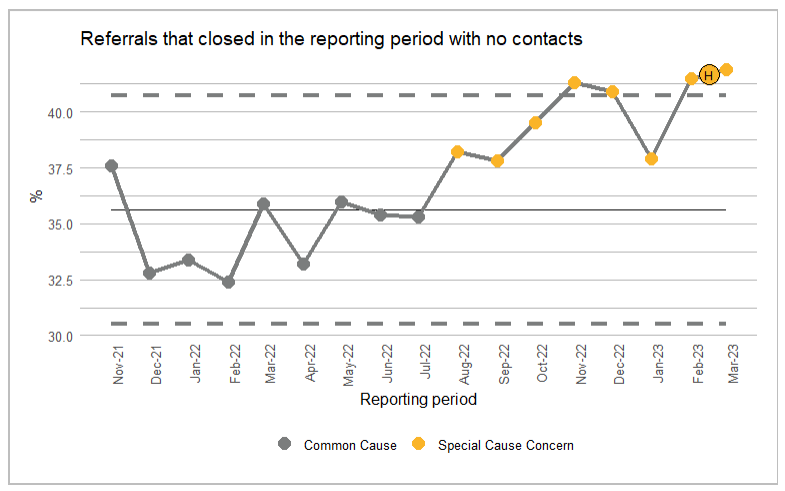 Referrals that closed in the reporting period with no contacts
%
40.0
37.5
35.0
32.5
30.0
H
Nov-21
Dec-21
Jan-22
Feb-22
Mar-22
Apr-22
May-22
Jun-22
Jul-22
Aug-22
Sep-22
Oct-22
Nov-22
Dec-22
Jan-23
Feb-23
Mar-23
Reporting period
Common Cause
Special Cause Concern